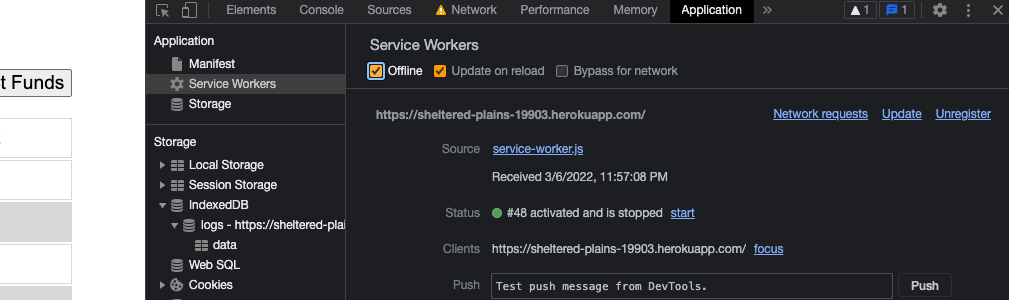 Elements Console Sources Network Performance Memory Application » 1 1
Application
Manifest
Service Workers
Storage
Storage
Local Storage
Session Storage
IndexedDB
logs - https://sheltered-plai
data
Web SQL
Cookies
t Funds
Service Workers
Offline Update on reload Bypass for network
https://sheltered-plains-19903.herokuapp.com/ Network requests Update Unregister
Source service-worker.js
Received 3/6/2022, 11:57:08 PM
Status #48 activated and is stopped start
Clients https://sheltered-plains-19903.herokuapp.com/ focus
Push Test push message from DevTools. Push